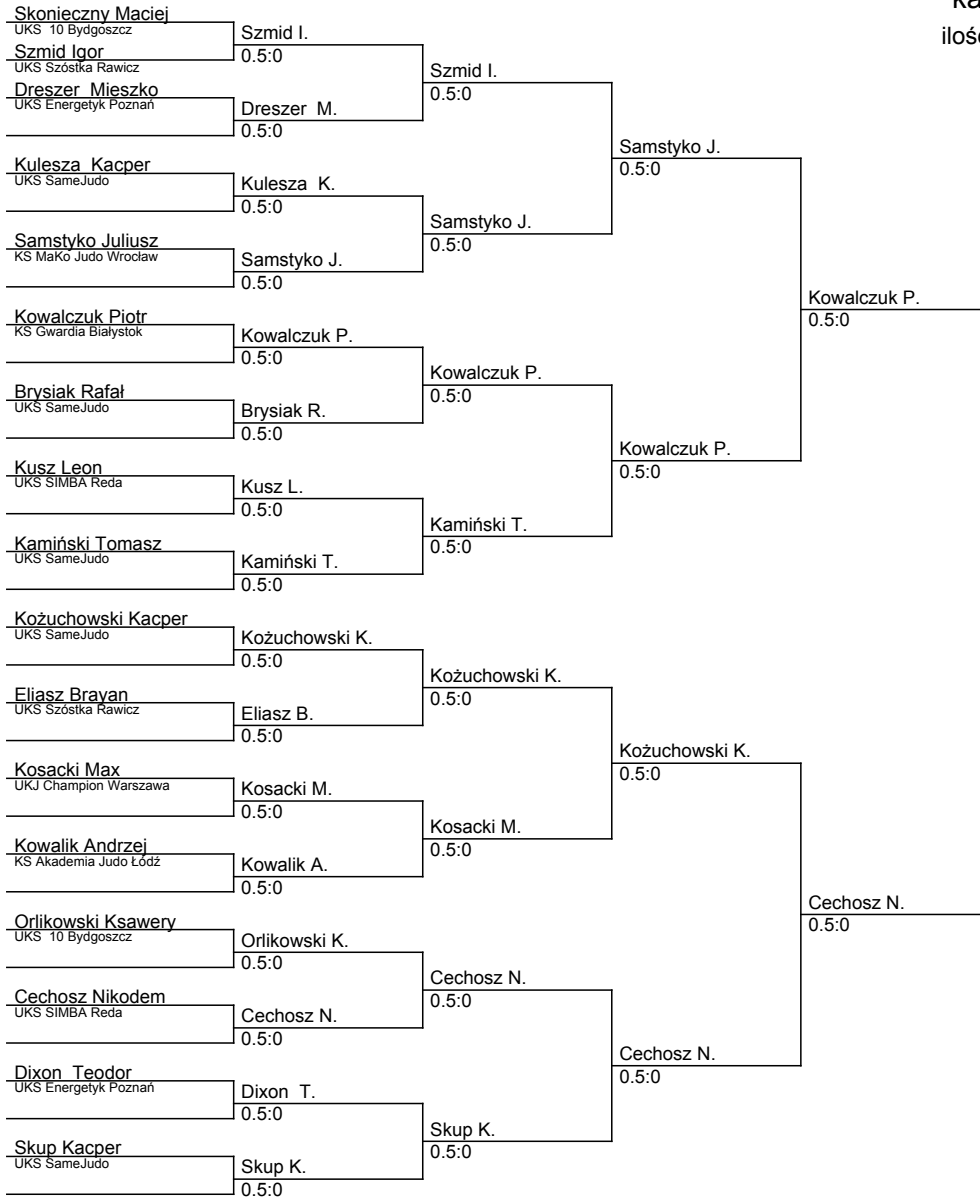 Skonieczny Maciej
UKS 10 Bydgoszcz
Szmid Igor
UKS Szóstka Rawicz
Dreszer Mieszko
UKS Energetyk Poznań
Kulesza Kacper
UKS SameJudo
Samstyko Juliusz
KS MaKo Judo Wrocław
Kowalczuk Piotr
KS Gwardia Białystok
Brysiak Rafał
UKS SameJudo
Kusz Leon
UKS SIMBA Reda
Kamiński Tomasz
UKS SameJudo
Kożuchowski Kacper
UKS SameJudo
Eliasz Brayan
UKS Szóstka Rawicz
Kosacki Max
UKJ Champion Warszawa
Kowalik Andrzej
KS Akademia Judo Łódź
Orlikowski Ksawery
UKS 10 Bydgoszcz
Cechosz Nikodem
UKS SIMBA Reda
Dixon Teodor
UKS Energetyk Poznań
Skup Kacper
UKS SameJudo
Szmid I.
0.5:0
Dreszer M.
0.5:0
Kulesza K.
0.5:0
Samstyko J.
0.5:0
Kowalczuk P.
0.5:0
Brysiak R.
0.5:0
Kusz L.
0.5:0
Kamiński T.
0.5:0
Kożuchowski K.
0.5:0
Eliasz B.
0.5:0
Kosacki M.
0.5:0
Kowalik A.
0.5:0
Orlikowski K.
0.5:0
Cechosz N.
0.5:0
Dixon T.
0.5:0
Skup K.
0.5:0
Szmid I.
0.5:0
Samstyko J.
0.5:0
Kowalczuk P.
0.5:0
Kamiński T.
0.5:0
Kożuchowski K.
0.5:0
Kosacki M.
0.5:0
Cechosz N.
0.5:0
Skup K.
0.5:0
Samstyko J.
0.5:0
Kowalczuk P.
0.5:0
Kożuchowski K.
0.5:0
Cechosz N.
0.5:0
Kowalczuk P.
0.5:0
Cechosz N.
0.5:0